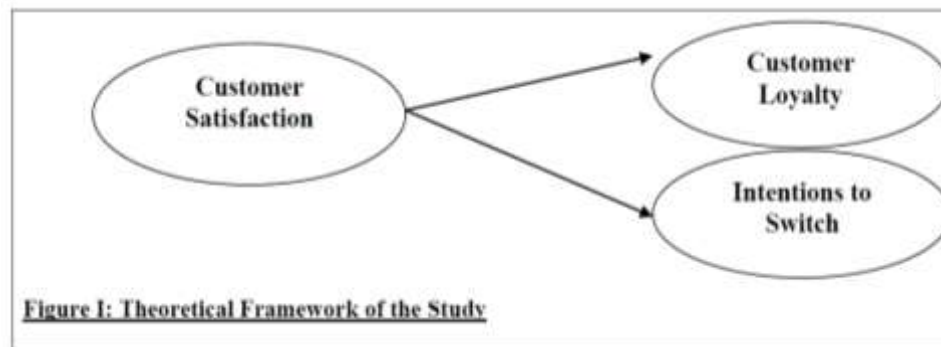 Customer
Satisfaction
Customer
Loyalty
Intentions to
Switch
Figure I: Theoretical Framework of the Study